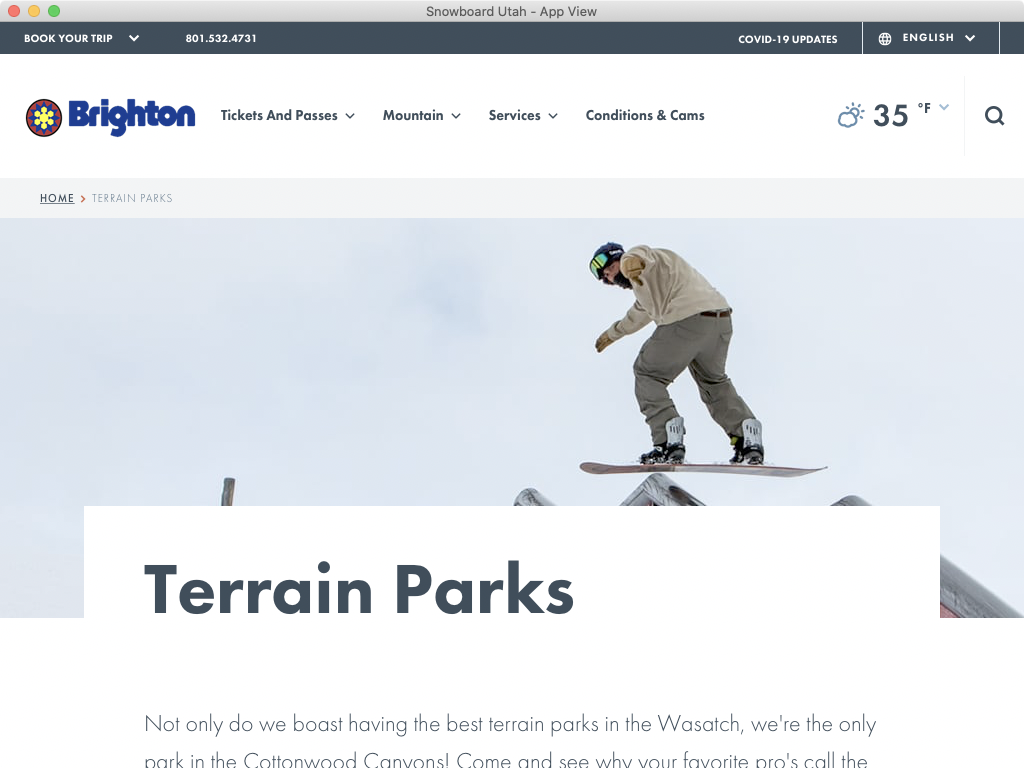 Snowboard Utah - App View
BOOK YOUR TRIP
801.532.4731
COVID-19 UPDATES
ENGLISH
Brighton
Tickets And Passes
Mountain
Services
Conditions & Cams
35 °F
HOME > TERRAIN PARKS
Terrain Parks
Not only do we boast having the best terrain parks in the Wasatch, we're the only
park in the Cottonwood Canyons! Come and see why your favorite pro's call the